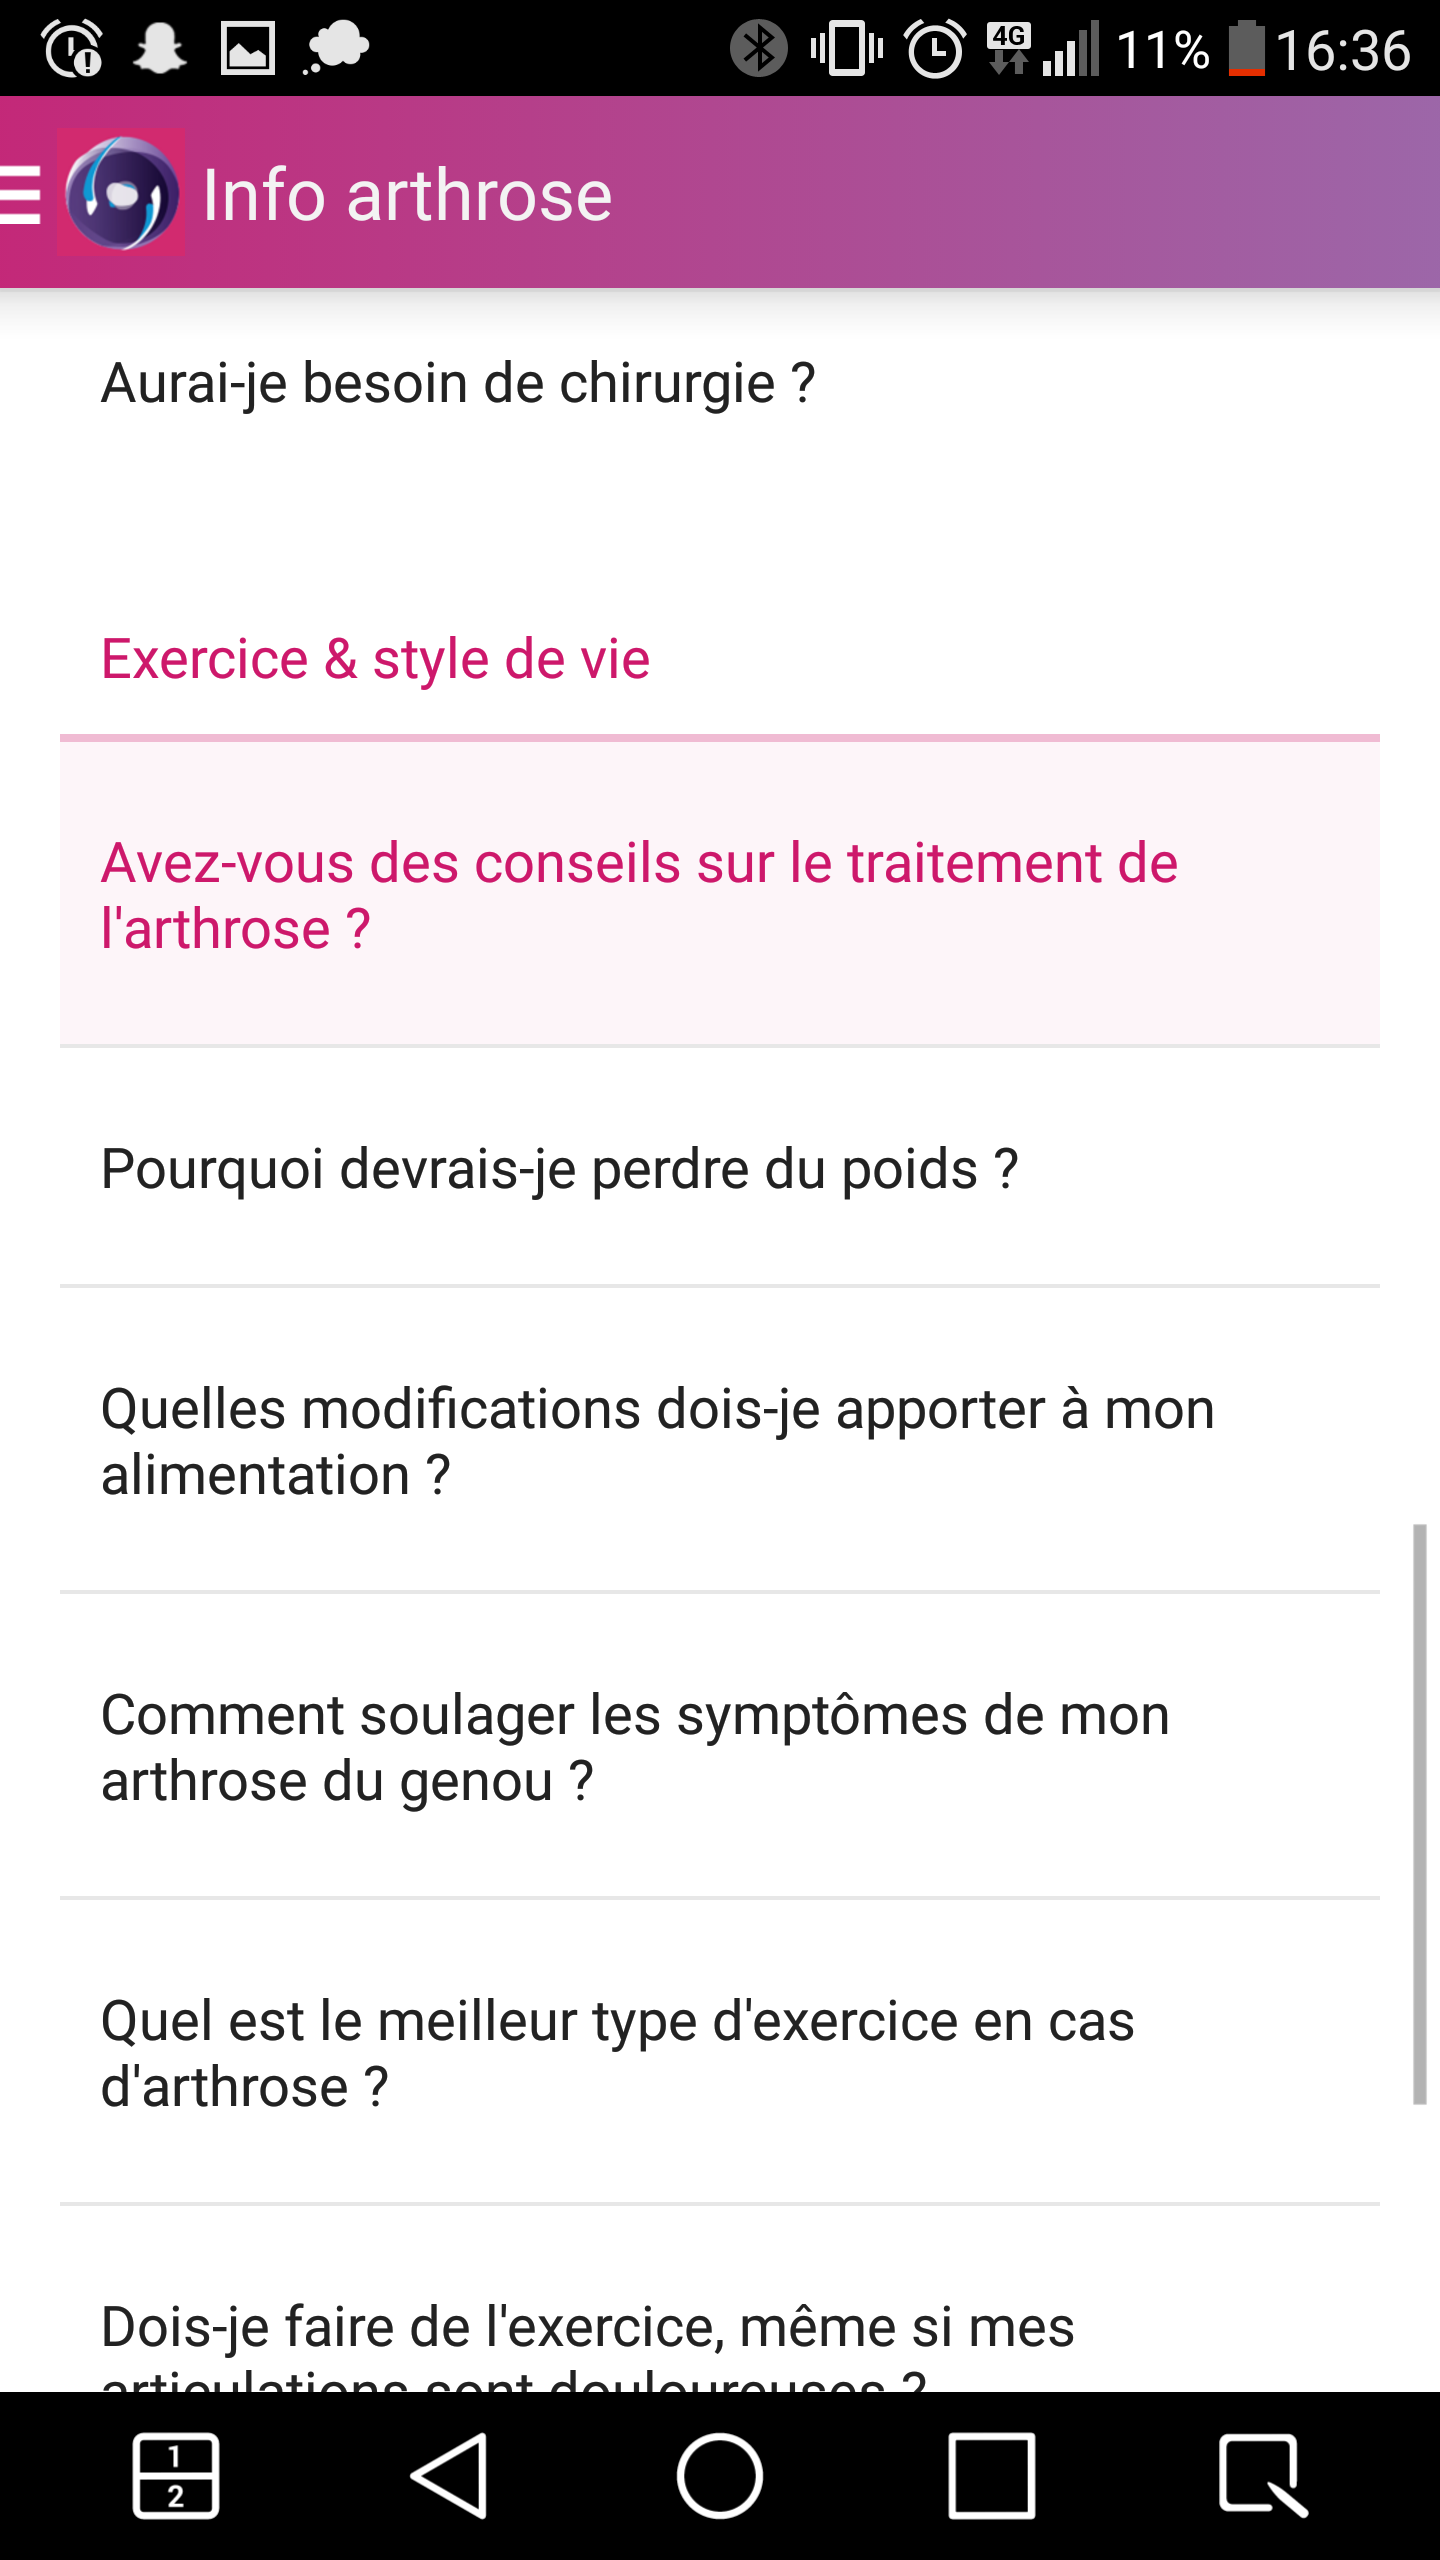 4G 11% 16:36
Info arthrose
Aurai-je besoin de chirurgie ?
Exercice & style de vie
Avez-vous des conseils sur le traitement de
l'arthrose ?
Pourquoi devrais-je perdre du poids ?
Quelles modifications dois-je apporter à mon
alimentation ?
Comment soulager les symptômes de mon
arthrose du genou ?
Quel est le meilleur type d'exercice en cas
d'arthrose ?
Dois-je faire de l'exercice, même si mes
articulations sont douloureuses ?
1
2